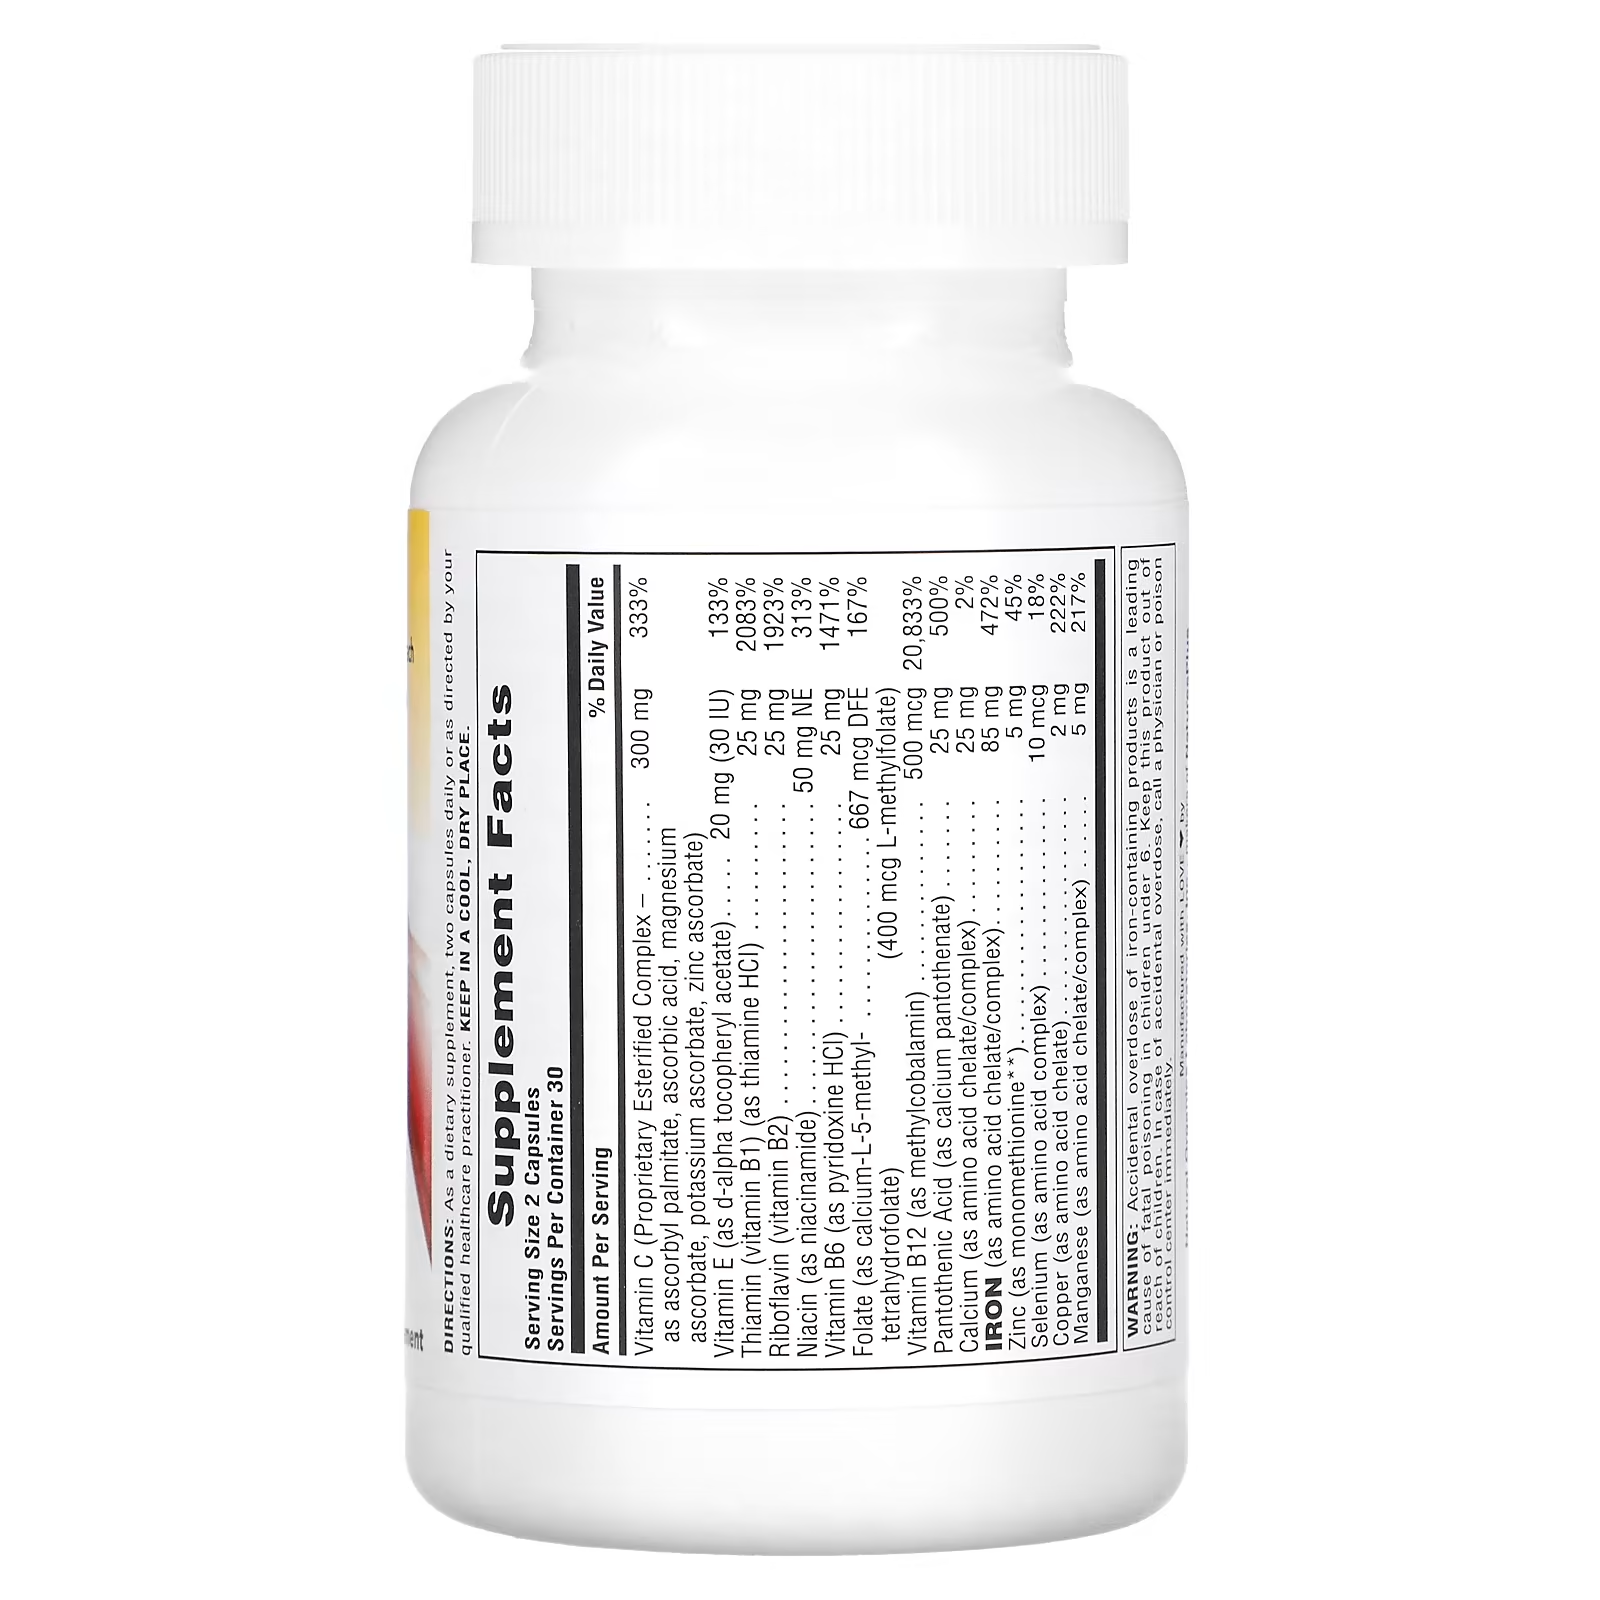 DIRECTIONS: As a dietary supplement, two capsules daily or as directed by your
qualified healthcare practitioner. KEEP IN A COOL, DRY PLACE.
Supplement Facts
Serving Size 2 Capsules
Servings Per Container 30
Amount Per Serving % Daily Value
Vitamin C (Proprietary Esterified Complex – ....... 300 mg 333%
as ascorbyl palmitate, ascorbic acid, magnesium
ascorbate, potassium ascorbate, zinc ascorbate)
Vitamin E (as d-alpha tocopheryl acetate)..... 20 mg (30 IU) 133%
Thiamin (vitamin B1) (as thiamine HCl) ............ 25 mg 2083%
Riboflavin (vitamin B2) ............................ 25 mg 1923%
Niacin (as niacinamide) ......................... 50 mg NE 313%
Vitamin B6 (as pyridoxine HCl) .................... 25 mg 1471%
Folate (as calcium-L-5-methyl- .............. 667 mcg DFE 167%
tetrahydrofolate) (400 mcg L-methylfolate)
Vitamin B12 (as methylcobalamin) ............. 500 mcg 20,833%
Pantothenic Acid (as calcium pantothenate) ....... 25 mg 500%
Calcium (as amino acid chelate/complex) .......... 25 mg 2%
IRON (as amino acid chelate/complex) ............ 85 mg 472%
Zinc (as monomethionine**) ...................... 5 mg 45%
Selenium (as amino acid complex) ................ 10 mcg 18%
Copper (as amino acid chelate) .................. 2 mg 222%
Manganese (as amino acid chelate/complex) ...... 5 mg 217%
WARNING: Accidental overdose of iron-containing products is a leading
cause of fatal poisoning in children under 6. Keep this product out of
reach of children. In case of accidental overdose, call a physician or poison
control center immediately.
Manufactured with LOVE ♥ by